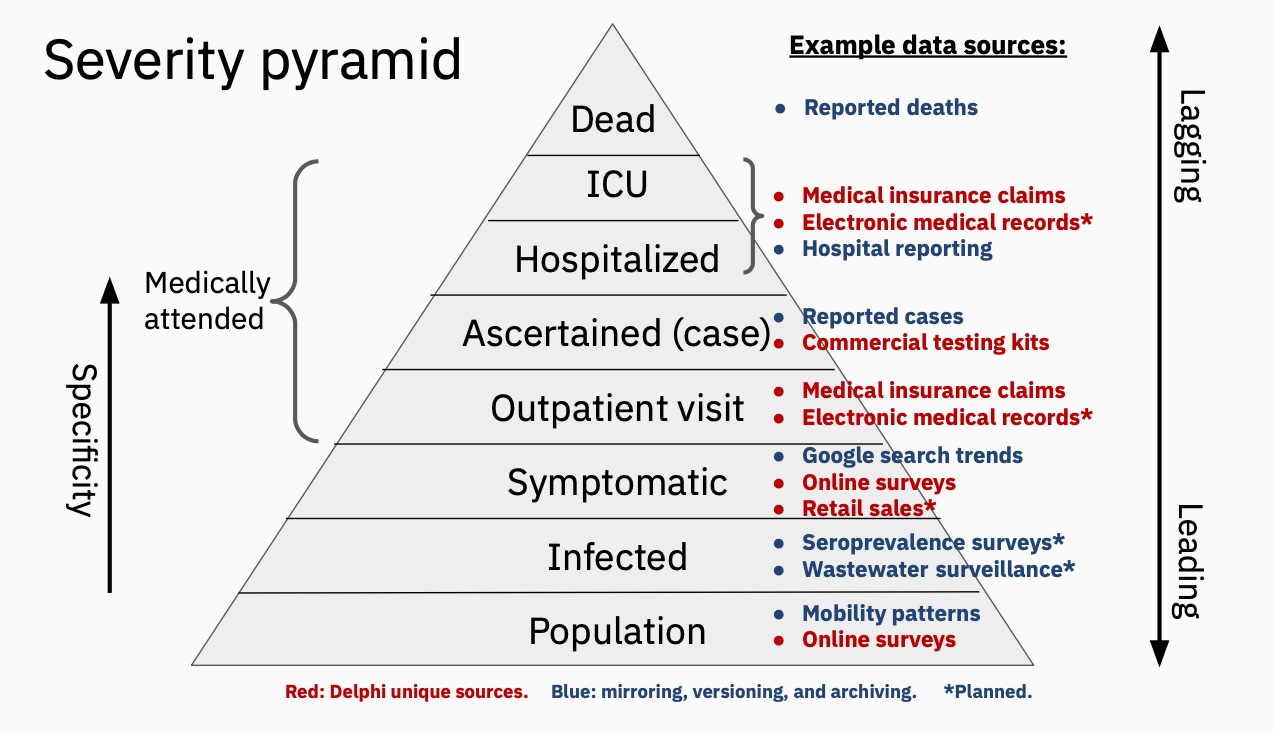 Severity pyramid
Example data sources:
Dead
• Reported deaths
Lagging
ICU
Hospitalized
• Medical insurance claims
• Electronic medical records*
• Hospital reporting
Medically
attended
Ascertained (case)
• Reported cases
• Commercial testing kits
Specificity
Outpatient visit
• Medical insurance claims
• Electronic medical records*
Symptomatic
• Google search trends
• Online surveys
• Retail sales*
Infected
• Seroprevalence surveys*
• Wastewater surveillance*
Leading
Population
• Mobility patterns
• Online surveys
Red: Delphi unique sources. Blue: mirroring, versioning, and archiving. *Planned.